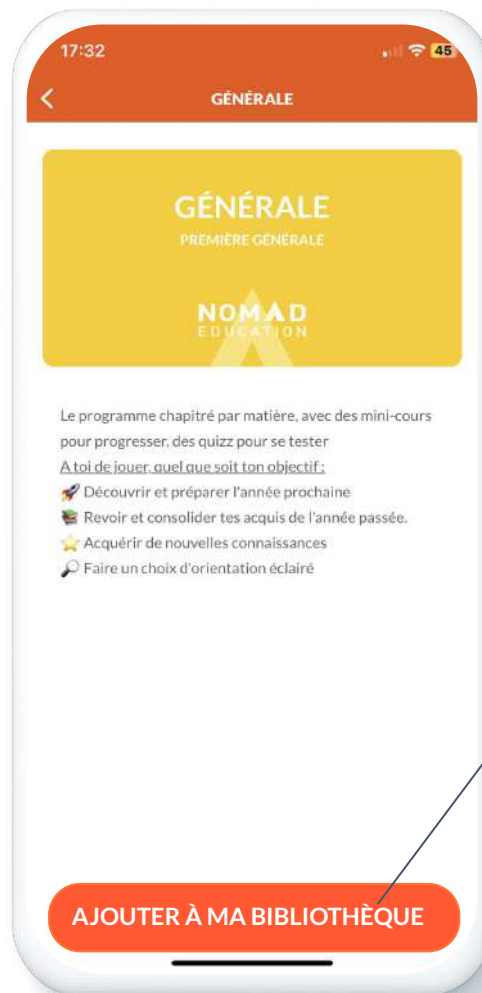 17:32
45
GÉNÉRALE
GÉNÉRALE
PREMIÈRE GÉNÉRALE
NOMAD
EDUCATION
Le programme chapitré par matière, avec des mini-cours
pour progresser, des quizz pour se tester
A toi de jouer, quel que soit ton objectif :
🚀 Découvrir et préparer l'année prochaine
📚 Revoir et consolider tes acquis de l'année passée.
⭐ Acquérir de nouvelles connaissances
🔎 Faire un choix d'orientation éclairé
AJOUTER À MA BIBLIOTHÈQUE